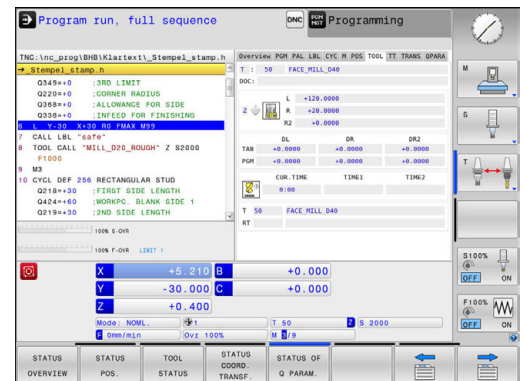 Program run, full sequence
DNC
PGM
MGT
Programming
TNC:\nc_prog\BHB\Klartext\_Stempel_stamp.h
→_Stempel_stamp.h
Q349=+0 ;3RD LIMIT
Q220=+0 ;CORNER RADIUS
Q368=+0 ;ALLOWANCE FOR SIDE
Q338=+0 ;INFEED FOR FINISHING
6 L Y-30 X+30 R0 FMAX M99
7 CALL LBL "safe"
8 TOOL CALL "MILL_D20_ROUGH" Z S2000
F1000
9 M3
10 CYCL DEF 256 RECTANGULAR STUD
Q218=+30 ;FIRST SIDE LENGTH
Q424=+60 ;WORKPC. BLANK SIDE 1
Q219=+30 ;2ND SIDE LENGTH
100% S-OVR
100% F-OVR LIMIT 1
Overview PGM PAL LBL CYC M POS TOOL TT TRANS QPARA
T : 50 FACE_MILL_D40
DOC:
Z
L +120.0000
R +20.0000
R2 +0.0000
DL DR DR2
TAB +0.0000 +0.0000 +0.0000
PGM +0.0000 +0.0000 +0.0000
CUR.TIME TIME1 TIME2
0:00
T 50 FACE_MILL_D40
RT
X +5.210 B +0.000
Y -30.000 C +0.000
Z +0.400
Mode: NOML. 1 T 50 Z S 2000
F 0mm/min Ovr 100% M 5/9
M
S
T
S100%
OFF ON
F100%
OFF ON
STATUS
OVERVIEW
STATUS
POS.
TOOL
STATUS
STATUS
COORD.
TRANSF.
STATUS OF
Q PARAM.